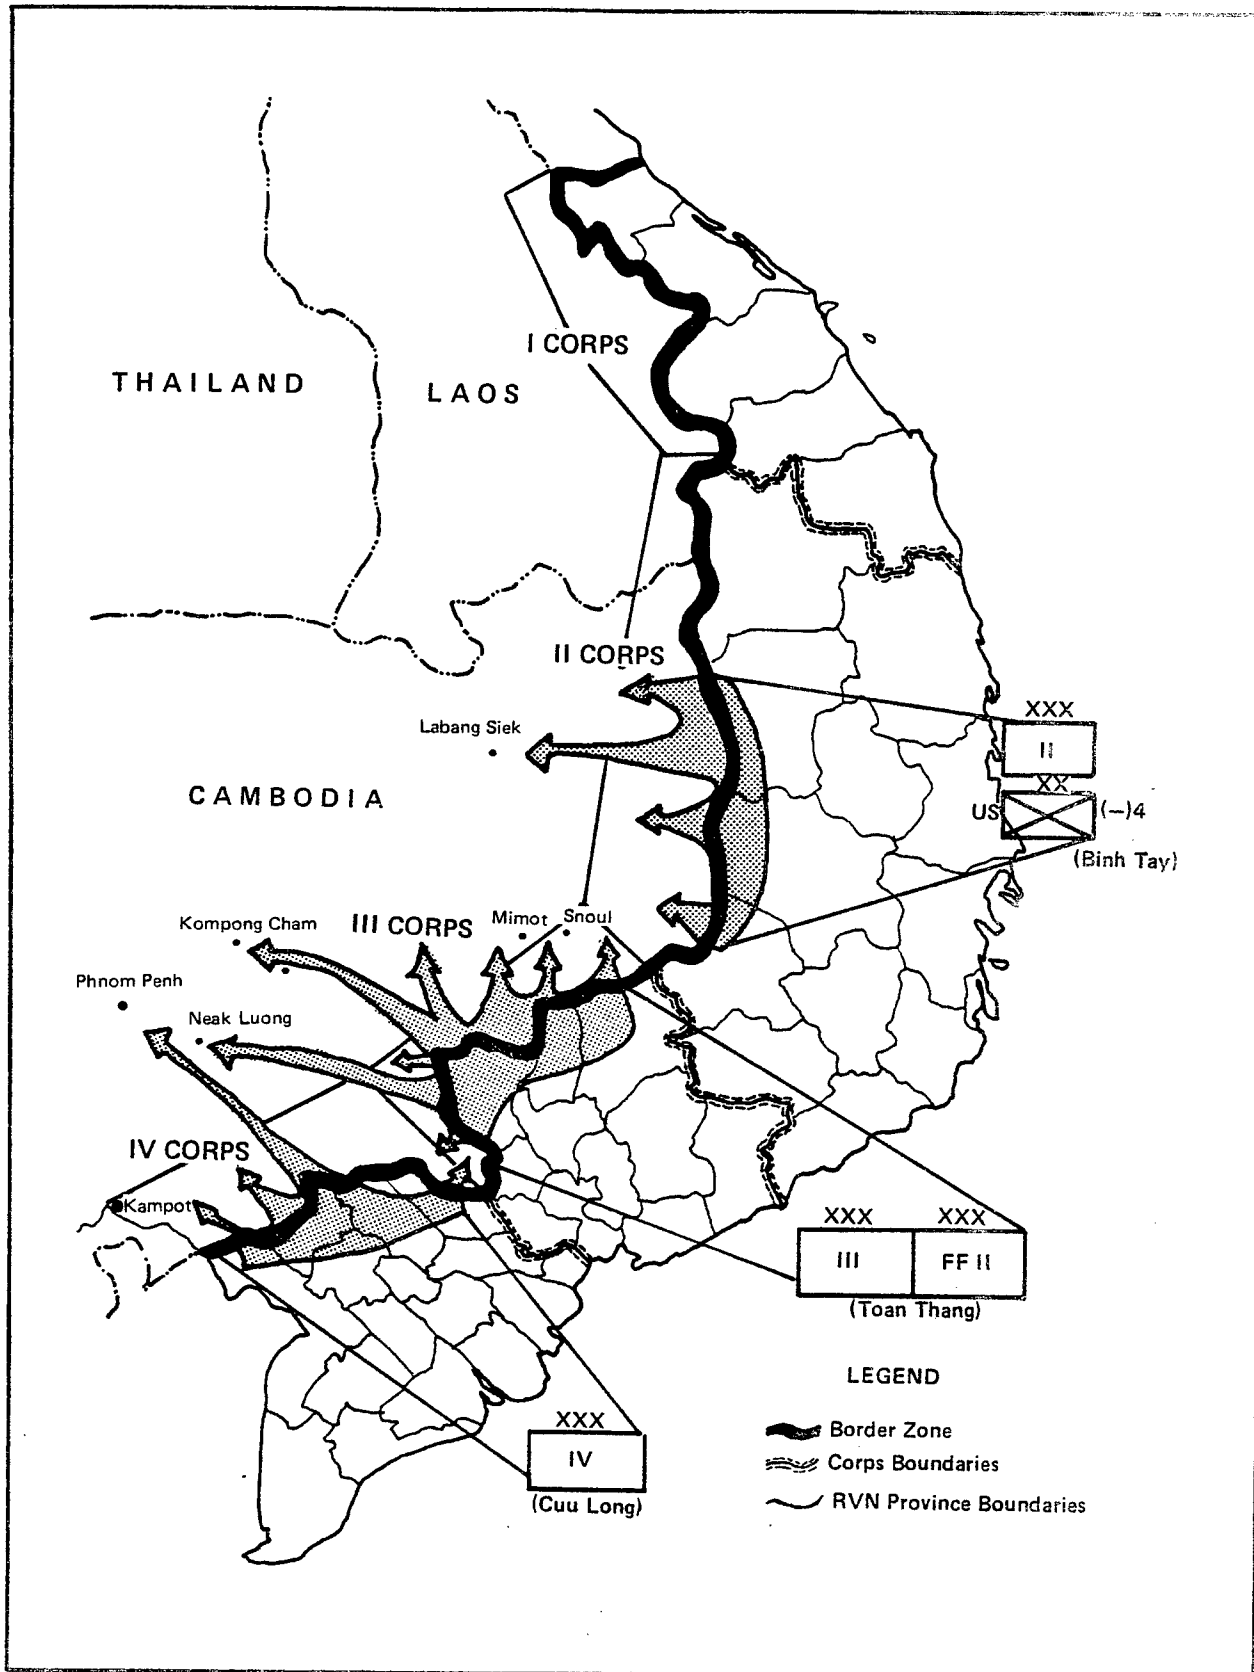 I CORPS
THAILAND
LAOS
II CORPS
XXX
II
Labang Siek
XX
CAMBODIA
US
(—)4
(Binh Tay)
Kompong Cham
III CORPS
Mimot
Snoul
Phnom Penh
Neak Luong
IV CORPS
Kampot
XXX
XXX
III
FF II
(Toan Thang)
LEGEND
XXX
Border Zone
IV
Corps Boundaries
(Cuu Long)
RVN Province Boundaries